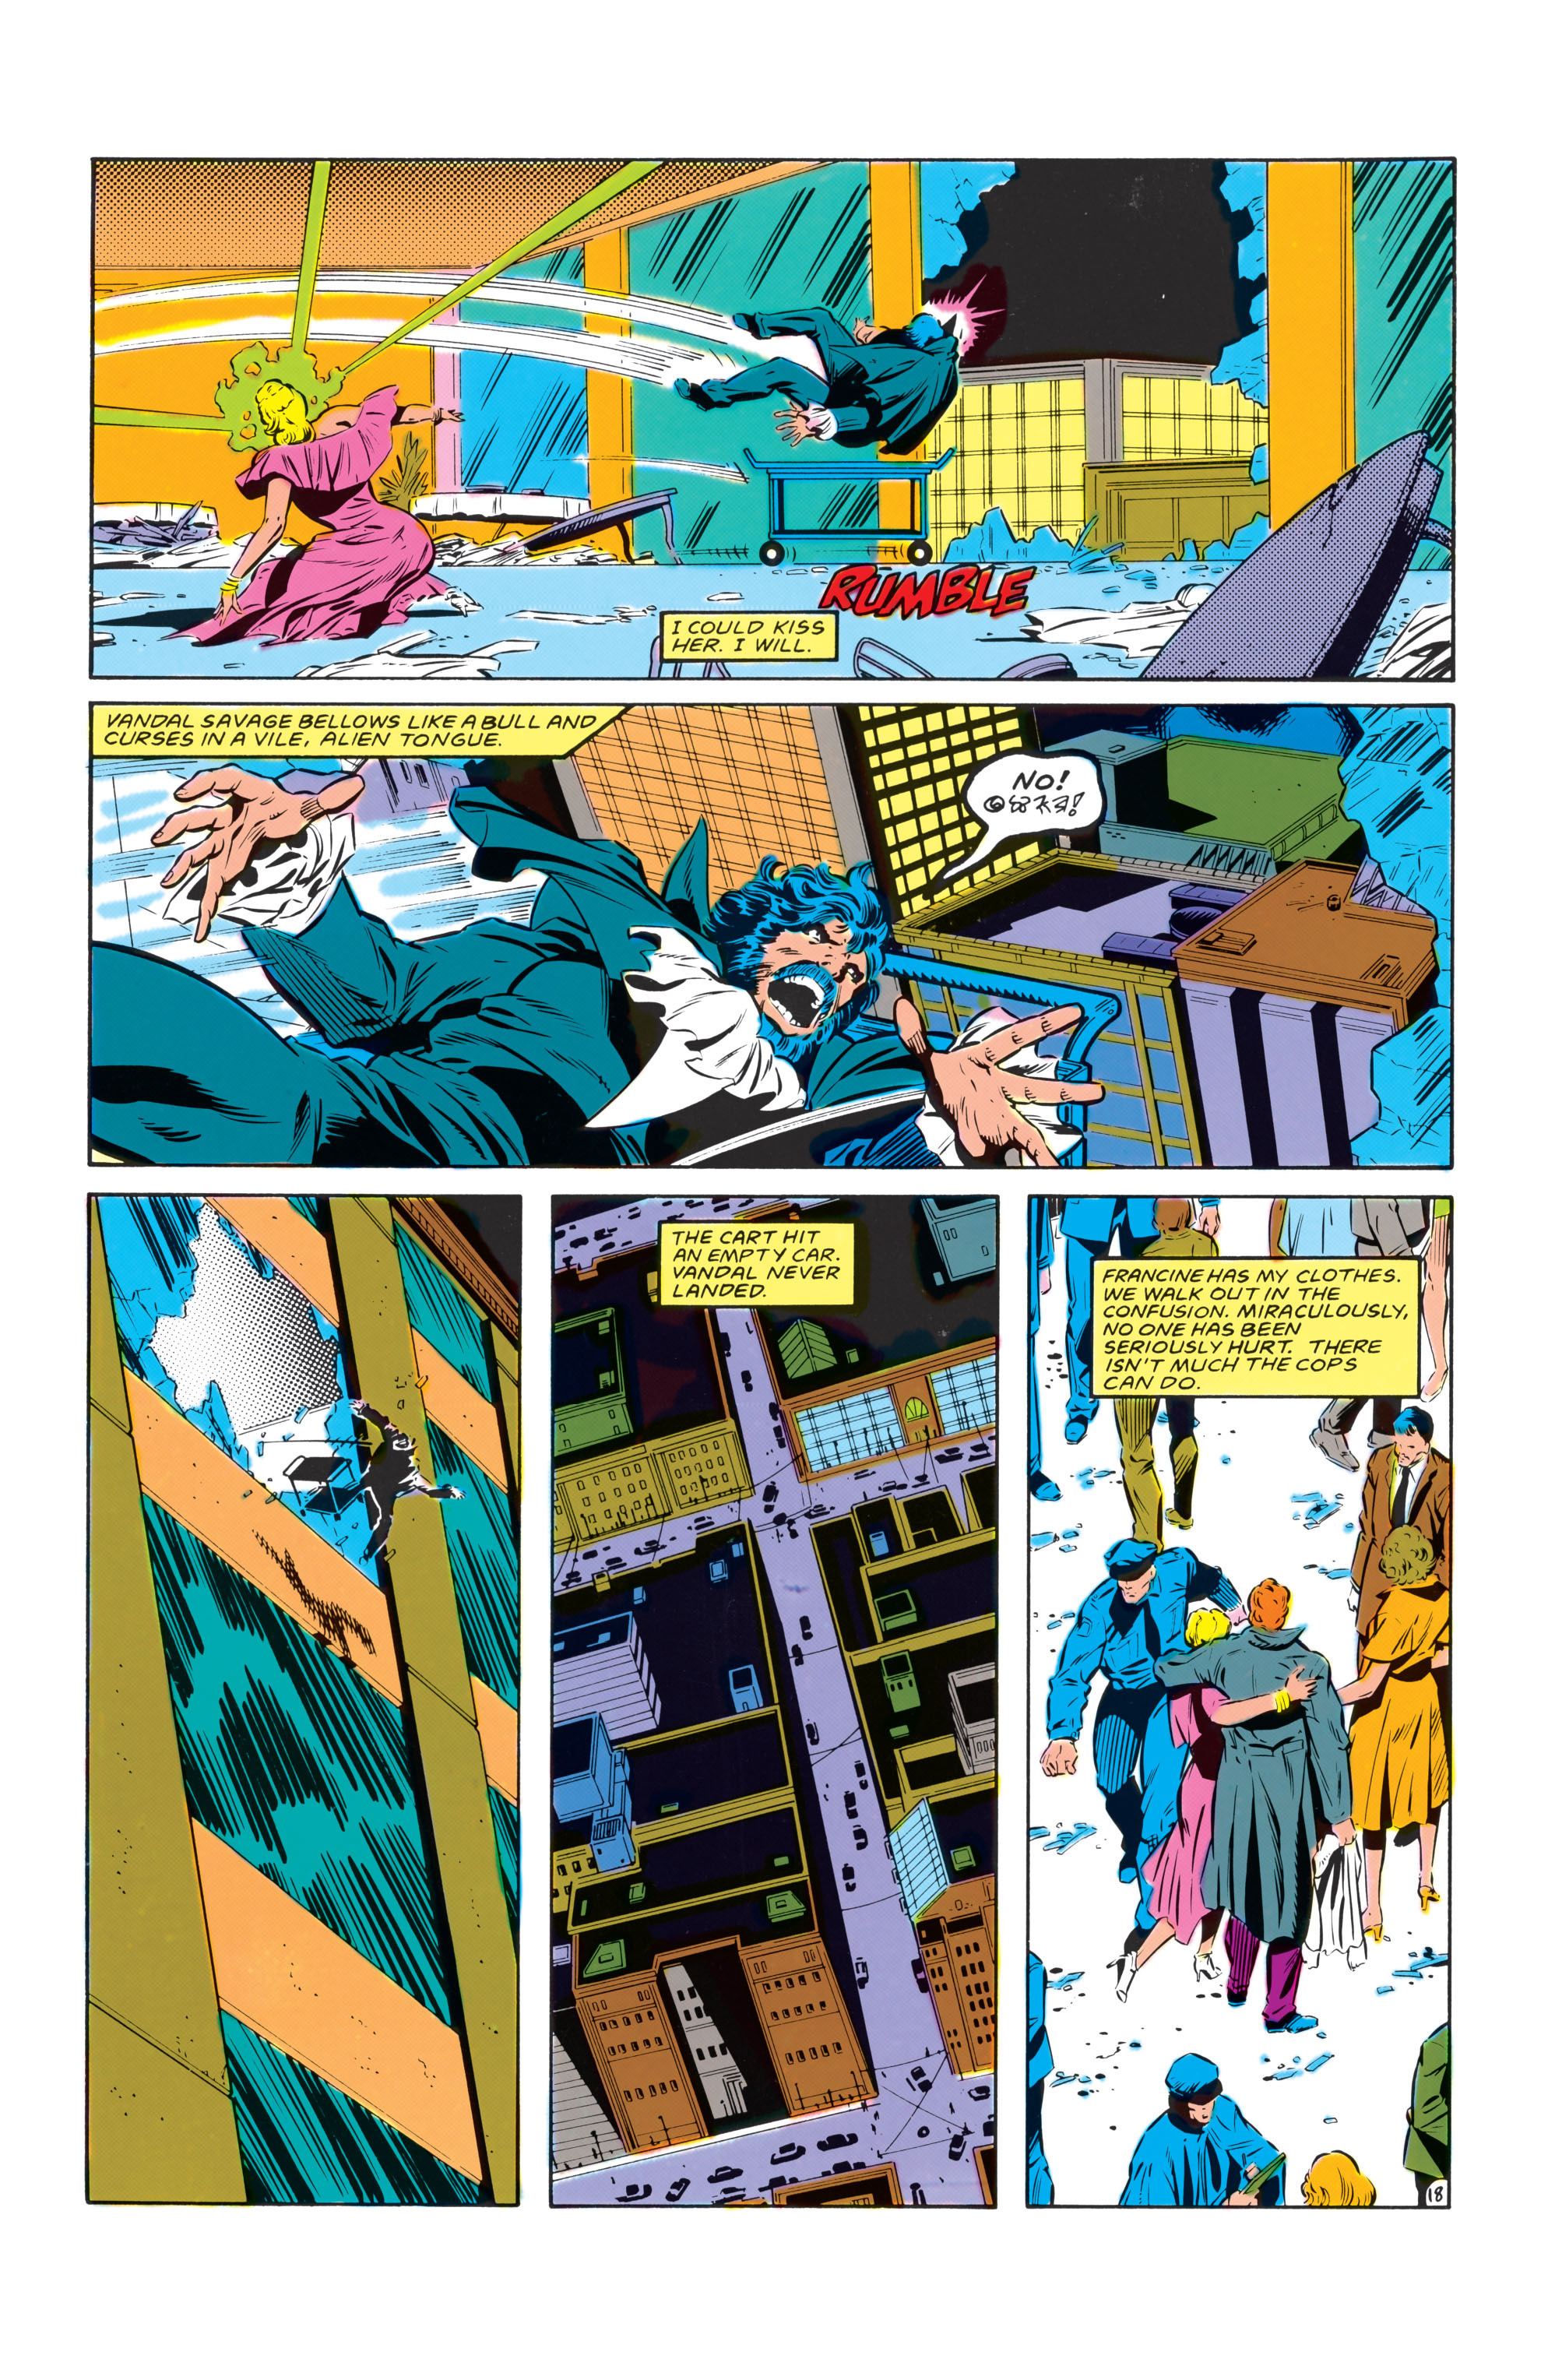 RUMBLE
I COULD KISS
HER. I WILL.
VANDAL SAVAGE BELLOWS LIKE A BULL AND
CURSES IN A VILE, ALIEN TONGUE.
NO!
THE CART HIT
AN EMPTY CAR.
VANDAL NEVER
LANDED.
FRANCINE HAS MY CLOTHES.
WE WALK OUT IN THE
CONFUSION. MIRACULOUSLY,
NO ONE HAS BEEN
SERIOUSLY HURT. THERE
ISN'T MUCH THE COPS
CAN DO.
18